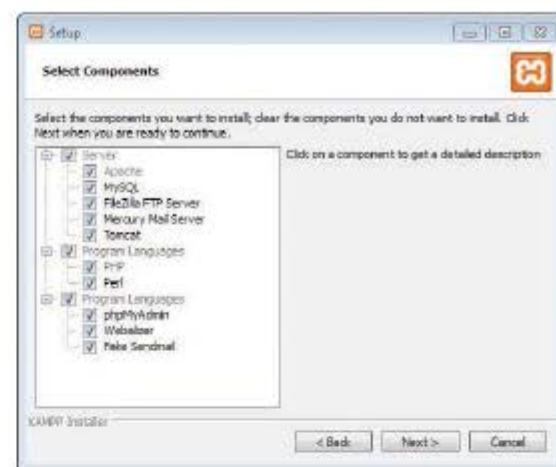 Setup
Select Components
Select the components you want to install; clear the components you do not want to install. Click
Next when you are ready to continue.
Server
Apache
MySQL
FileZilla FTP Server
Mercury Mail Server
Tomcat
Program Languages
PHP
Perl
Program Languages
phpMyAdmin
Webalizer
Fake Sendmail
Click on a component to get a detailed description
XAMPP Installer
< Back
Next >
Cancel